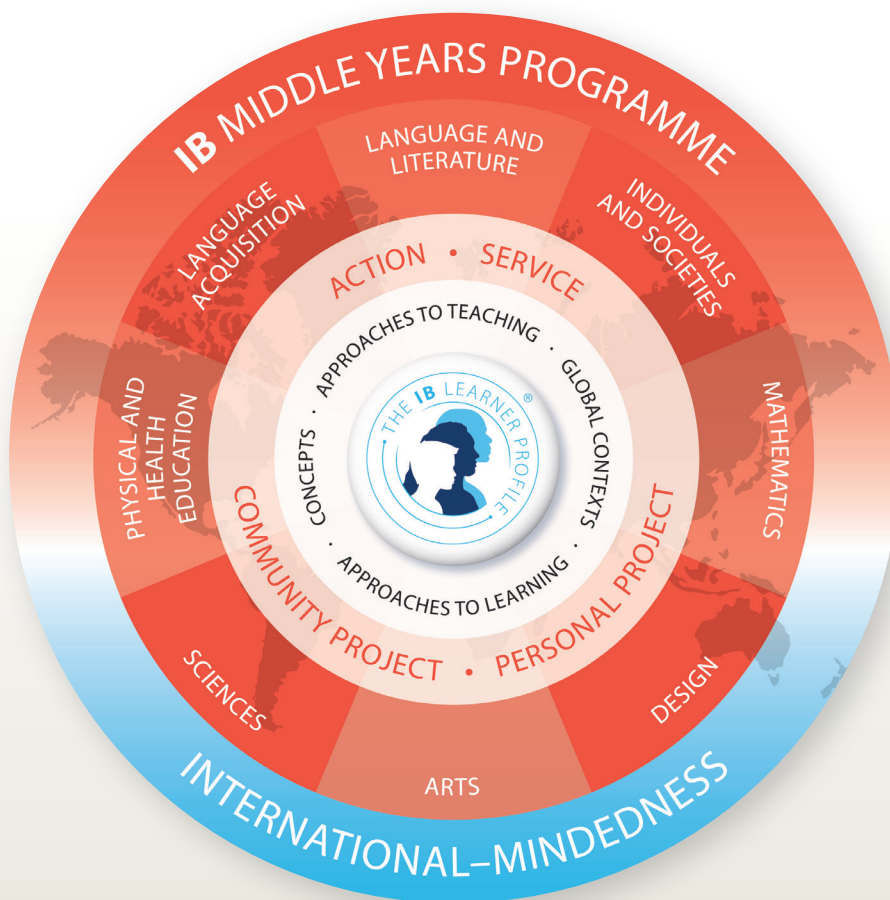 IB MIDDLE YEARS PROGRAMME
LANGUAGE AND
LITERATURE
INDIVIDUALS
AND SOCIETIES
MATHEMATICS
DESIGN
ARTS
SCIENCES
PHYSICAL AND
HEALTH
EDUCATION
LANGUAGE
ACQUISITION
ACTION • SERVICE
PERSONAL PROJECT
•
COMMUNITY PROJECT
APPROACHES TO TEACHING ·
GLOBAL CONTEXTS ·
APPROACHES TO LEARNING ·
CONCEPTS ·
THE IB LEARNER PROFILE
®
INTERNATIONAL–MINDEDNESS